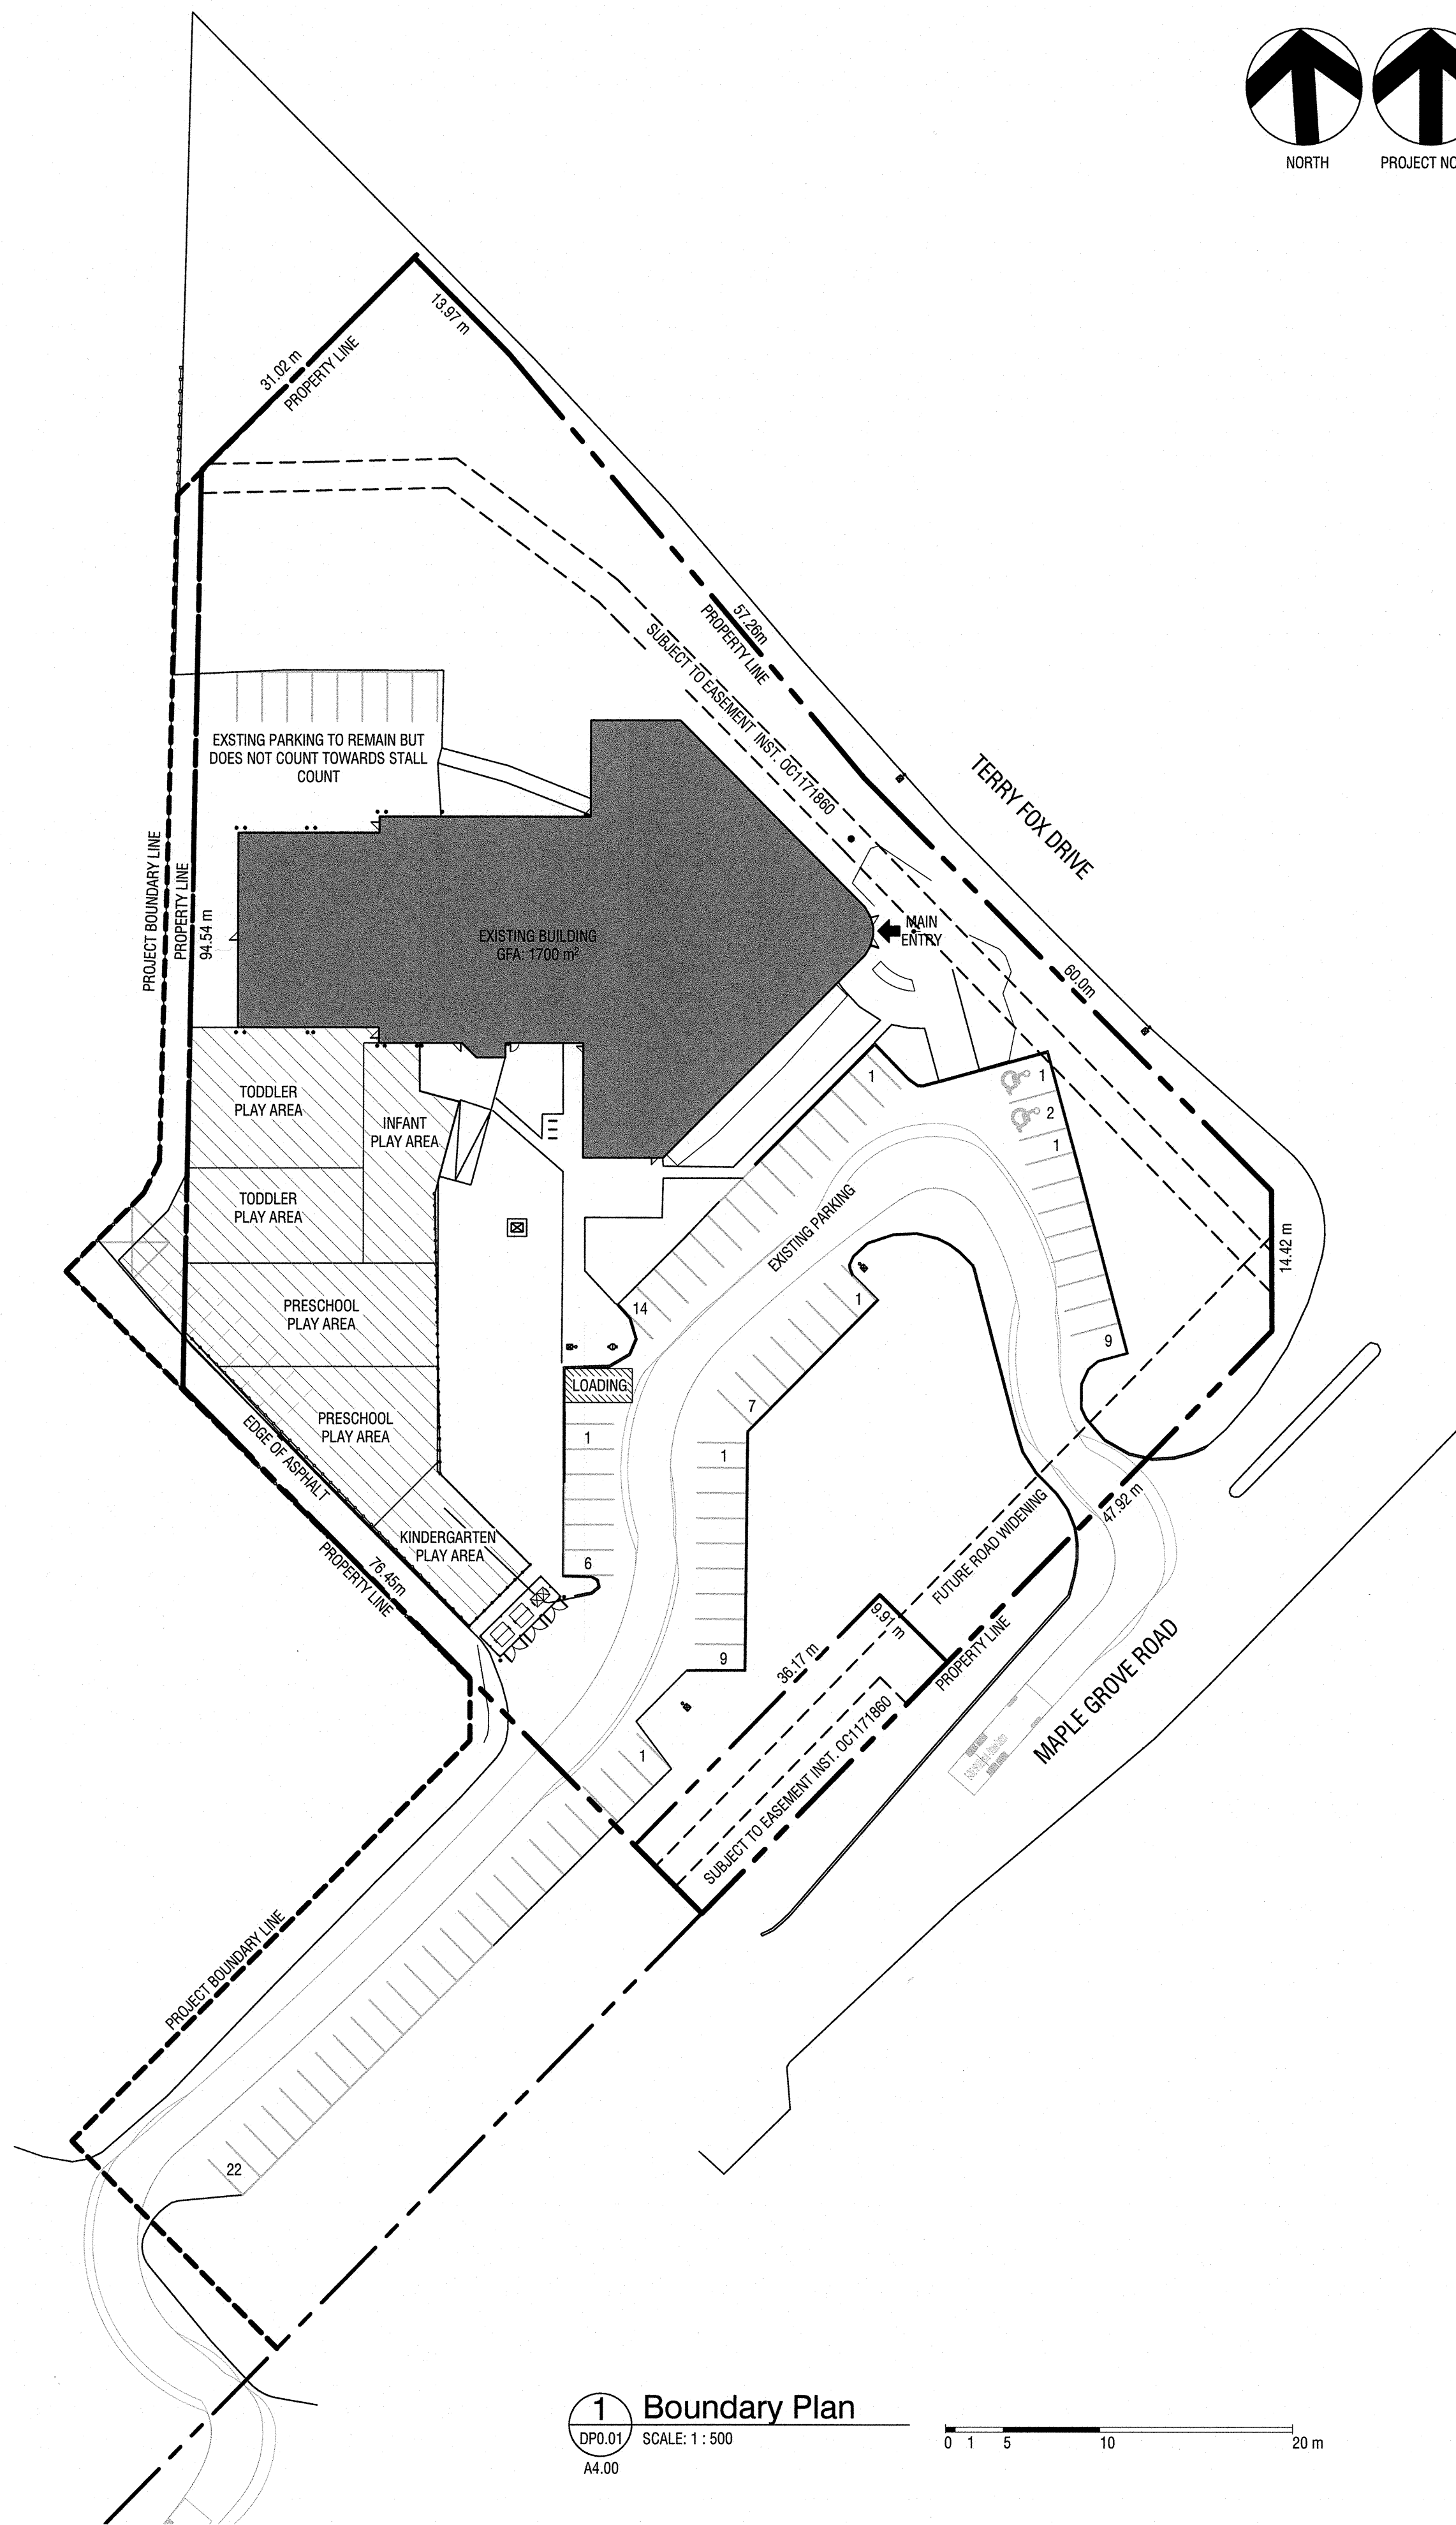 NORTH
PROJECT NO
13.97 m
31.02 m
PROPERTY LINE
57.26m
PROPERTY LINE
SUBJECT TO EASEMENT INST. OC1171860
EXSTING PARKING TO REMAIN BUT
DOES NOT COUNT TOWARDS STALL
COUNT
TERRY FOX DRIVE
PROJECT BOUNDARY LINE
PROPERTY LINE
94.54 m
EXISTING BUILDING
GFA: 1700 m²
MAIN
ENTRY
60.0m
TODDLER
PLAY AREA
INFANT
PLAY AREA
1
1
2
1
TODDLER
PLAY AREA
EXISTING PARKING
14.42 m
PRESCHOOL
PLAY AREA
14
1
9
LOADING
7
PRESCHOOL
PLAY AREA
EDGE OF ASPHALT
1
1
47.92 m
FUTURE ROAD WIDENING
KINDERGARTEN
PLAY AREA
76.45m
PROPERTY LINE
6
9.91 m
9
36.17 m
PROPERTY LINE
MAPLE GROVE ROAD
1
SUBJECT TO EASEMENT INST. OC1171860
PROJECT BOUNDARY LINE
22
1
Boundary Plan
DP0.01
SCALE: 1 : 500
A4.00
0 1 5 10 20 m